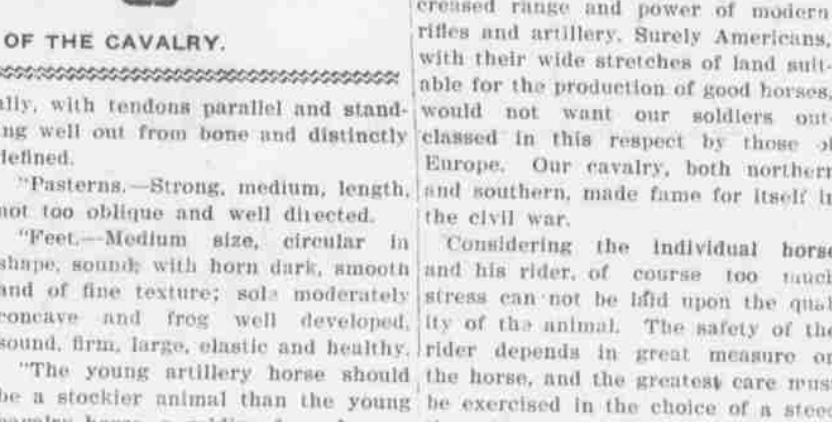 OF THE CAVALRY.
ally, with tendons parallel and stand-
ing well out from bone and distinctly
defined.
"Pasterns.—Strong, medium, length,
not too oblique and well directed.
"Feet.—Medium size, circular in
shape, sound; with horn dark, smooth
and of fine texture; sole moderately
concave and frog well developed,
sound, firm, large, elastic and healthy.
"The young artillery horse should
be a stockier animal than the young
cavalry horse
creased range and power of modern
rifles and artillery. Surely Americans,
with their wide stretches of land suit-
able for the production of good horses,
would not want our soldiers out-
classed in this respect by those of
Europe. Our cavalry, both northern
and southern, made fame for itself in
the civil war.
Considering the individual horse
and his rider, of course too much
stress can not be laid upon the qual-
ity of the animal. The safety of the
rider depends in great measure on
the horse, and the greatest care must
be exercised in the choice of a steed